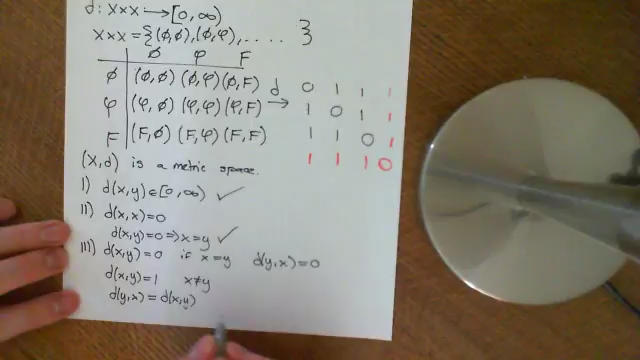 d: X×X → [0,∞)
X×X = {(Ø,Ø),(Ø,φ), . . . . }
Ø φ F
Ø (Ø,Ø) (Ø,φ) (Ø,F) d 0 1 1 1
φ (φ,Ø) (φ,φ) (φ,F) → 1 0 1 1
F (F,Ø) (F,φ) (F,F) 1 1 0 1
1 1 1 0
(X,d) is a metric space.
I) d(x,y)∈[0,∞) ✓
II) d(x,x)=0
d(x,y)=0 ⇒ x=y ✓
III) d(x,y)=0 if x=y d(y,x)=0
d(x,y)=1 x≠y
d(y,x) = d(x,y)